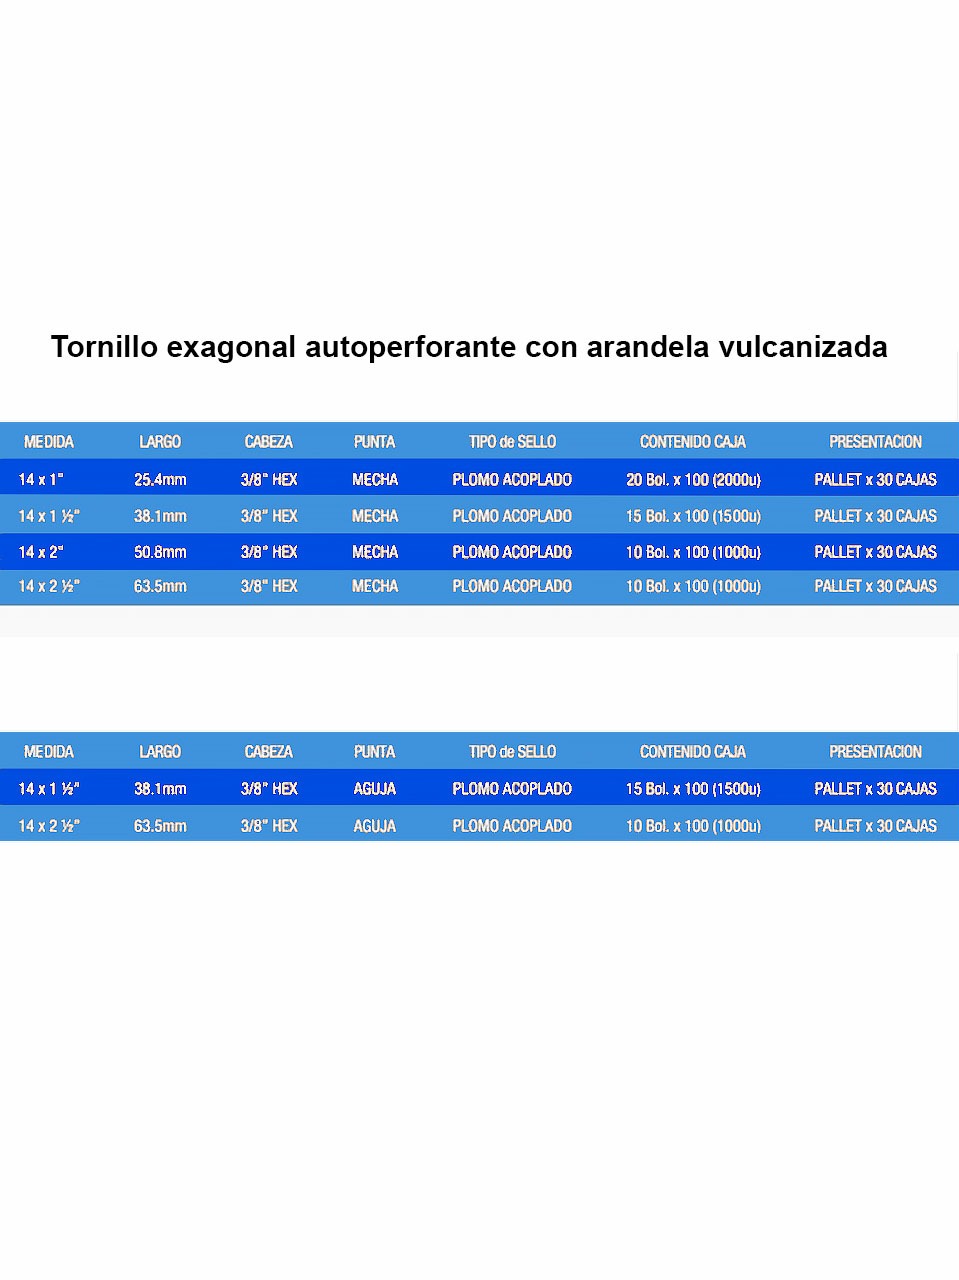 Tornillo exagonal autoperforante con arandela vulcanizada
MEDIDA LARGO CABEZA PUNTA TIPO de SELLO CONTENIDO CAJA PRESENTACION
14 x 1" 25.4mm 3/8" HEX MECHA PLOMO ACOPLADO 20 Bol. x 100 (2000u) PALLET x 30 CAJAS
14 x 1 ½" 38.1mm 3/8" HEX MECHA PLOMO ACOPLADO 15 Bol. x 100 (1500u) PALLET x 30 CAJAS
14 x 2" 50.8mm 3/8" HEX MECHA PLOMO ACOPLADO 10 Bol. x 100 (1000u) PALLET x 30 CAJAS
14 x 2 ½" 63.5mm 3/8" HEX MECHA PLOMO ACOPLADO 10 Bol. x 100 (1000u) PALLET x 30 CAJAS
MEDIDA LARGO CABEZA PUNTA TIPO de SELLO CONTENIDO CAJA PRESENTACION
14 x 1 ½" 38.1mm 3/8" HEX AGUJA PLOMO ACOPLADO 15 Bol. x 100 (1500u) PALLET x 30 CAJAS
14 x 2 ½" 63.5mm 3/8" HEX AGUJA PLOMO ACOPLADO 10 Bol. x 100 (1000u) PALLET x 30 CAJAS